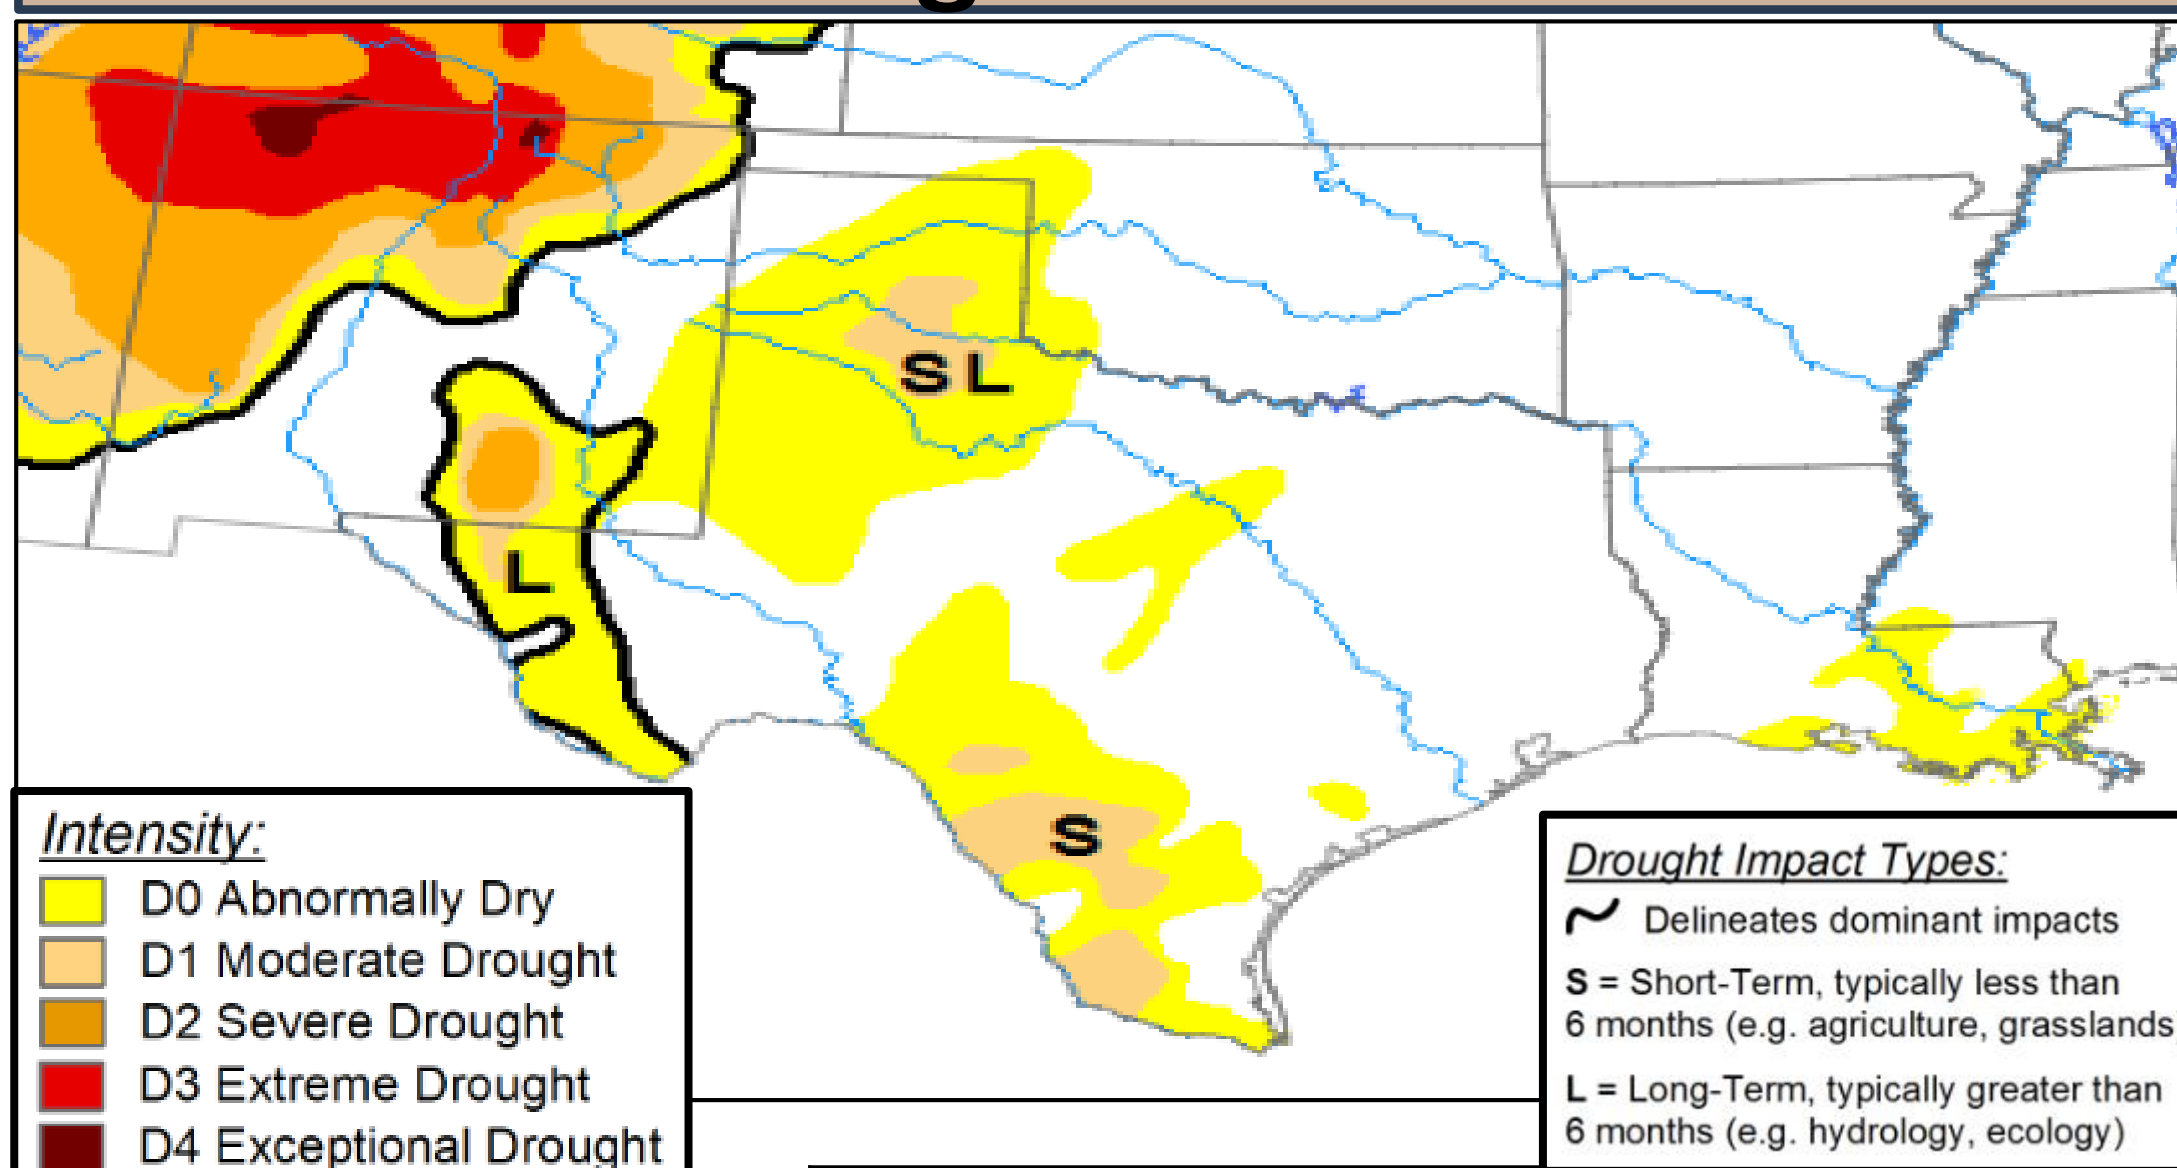 S L
L
S
Intensity:
D0 Abnormally Dry
D1 Moderate Drought
D2 Severe Drought
D3 Extreme Drought
D4 Exceptional Drought
Drought Impact Types:
Delineates dominant impacts
S = Short-Term, typically less than
6 months (e.g. agriculture, grasslands)
L = Long-Term, typically greater than
6 months (e.g. hydrology, ecology)